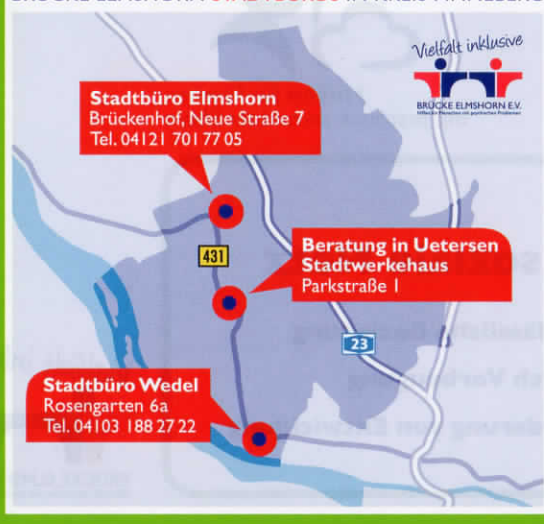 Vielfalt inklusive
BRÜCKE ELMSHORN E.V.
Stadtbüro Elmshorn
Brückenhof, Neue Straße 7
Tel. 04121 701 77 05
431
Beratung in Uetersen
Stadtwerkehaus
Parkstraße 1
23
Stadtbüro Wedel
Rosengarten 6a
Tel. 04103 188 27 22